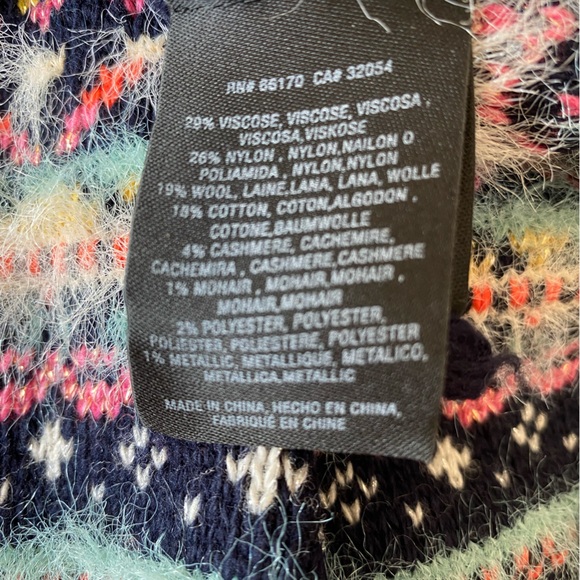 RN# 65170 CA# 32054
29% VISCOSE, VISCOSE, VISCOSA ,
VISCOSA,VISKOSE
26% NYLON , NYLON,NAILON O
POLIAMIDA , NYLON,NYLON
19% WOOL, LAINE,LANA, LANA, WOLLE
18% COTTON, COTON,ALGODON ,
COTONE,BAUMWOLLE
4% CASHMERE, CACHEMIRE,
CACHEMIRA , CASHMERE,CASHMERE
1% MOHAIR , MOHAIR,MOHAIR ,
MOHAIR,MOHAIR
2% POLYESTER, POLYESTER,
POLIESTER, POLIESTERE, POLYESTER
1% METALLIC, METALLIQUE, METALICO,
METALLICA,METALLIC
MADE IN CHINA, HECHO EN CHINA,
FABRIQUE EN CHINE